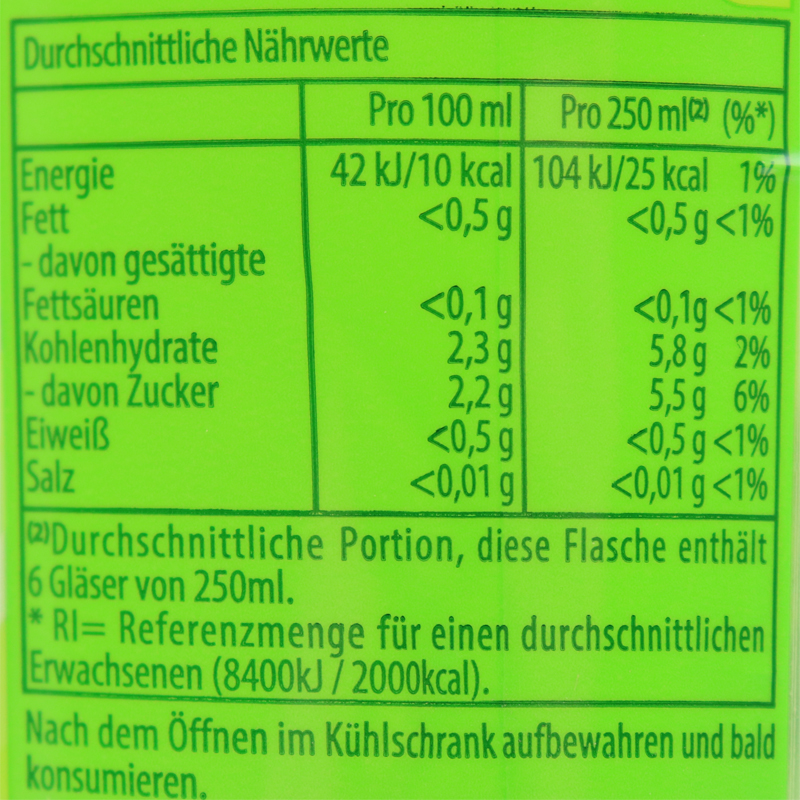 Durchschnittliche Nährwerte
Pro 100 ml Pro 250 ml(2) (%*)
Energie 42 kJ/10 kcal 104 kJ/25 kcal 1%
Fett <0,5 g <0,5 g <1%
- davon gesättigte
Fettsäuren <0,1 g <0,1g <1%
Kohlenhydrate 2,3 g 5,8 g 2%
- davon Zucker 2,2 g 5,5 g 6%
Eiweiß <0,5 g <0,5 g <1%
Salz <0,01 g <0,01 g <1%
(2)Durchschnittliche Portion, diese Flasche enthält
6 Gläser von 250ml.
* RI= Referenzmenge für einen durchschnittlichen
Erwachsenen (8400kJ / 2000kcal).
Nach dem Öffnen im Kühlschrank aufbewahren und bald
konsumieren.